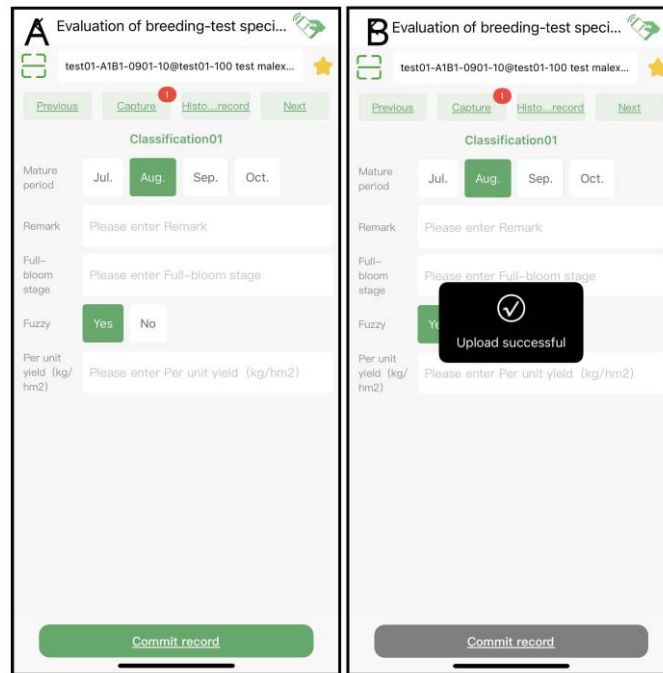 A Evaluation of breeding-test speci...
test01-A1B1-0901-10@test01-100 test malex...
Previous Capture 1 Histo...record Next
Classification01
Mature
period
Jul. Aug. Sep. Oct.
Remark Please enter Remark
Full-
bloom
stage
Please enter Full-bloom stage
Fuzzy Yes No
Per unit
yield (kg/
hm2)
Please enter Per unit yield (kg/hm2)
Commit record
B Evaluation of breeding-test speci...
test01-A1B1-0901-10@test01-100 test malex...
Previous Capture 1 Histo...record Next
Classification01
Mature
period
Jul. Aug. Sep. Oct.
Remark Please enter Remark
Full-
bloom
stage
Please enter Full-bloom stage
Fuzzy Ye
Upload successful
Per unit
yield (kg/
hm2)
Please enter Per unit yield (kg/hm2)
Commit record